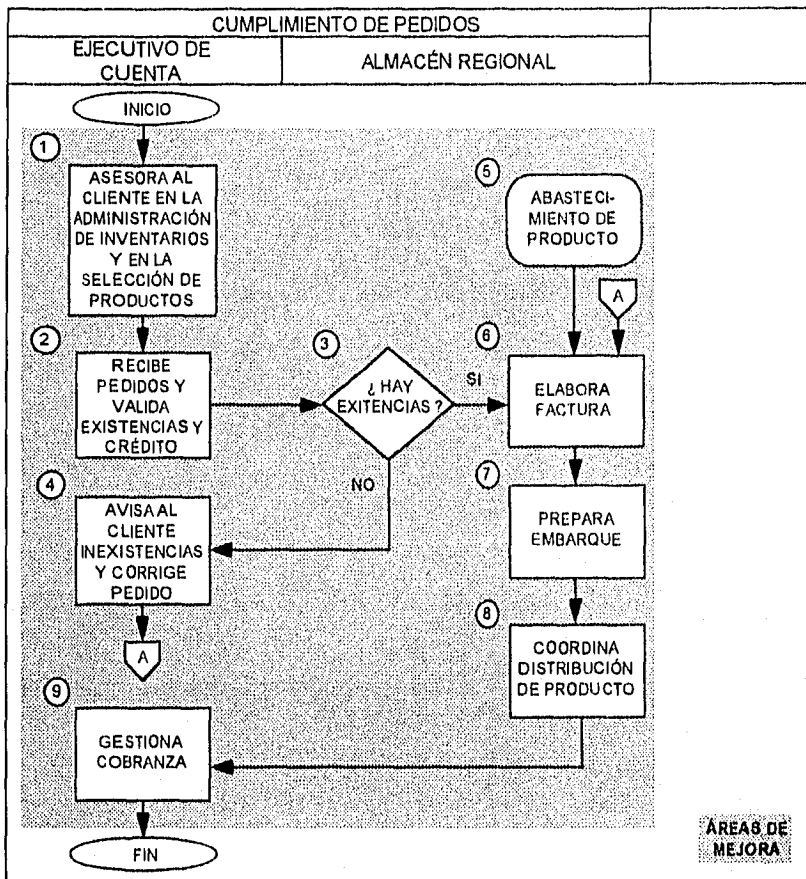 CUMPLIMIENTO DE PEDIDOS
EJECUTIVO DE
CUENTA
ALMACÉN REGIONAL
INICIO
1
ASESORA AL
CLIENTE EN LA
ADMINISTRACIÓN
DE INVENTARIOS
Y EN LA
SELECCIÓN DE
PRODUCTOS
2
RECIBE
PEDIDOS Y
VALIDA
EXISTENCIAS Y
CRÉDITO
3
¿ HAY
EXITENCIAS ?
SI
NO
4
AVISA AL
CLIENTE
INEXISTENCIAS
Y CORRIGE
PEDIDO
A
5
ABASTECI-
MIENTO DE
PRODUCTO
A
6
ELABORA
FACTURA
7
PREPARA
EMBARQUE
8
COORDINA
DISTRIBUCIÓN
DE PRODUCTO
9
GESTIONA
COBRANZA
FIN
ÁREAS DE
MEJORA